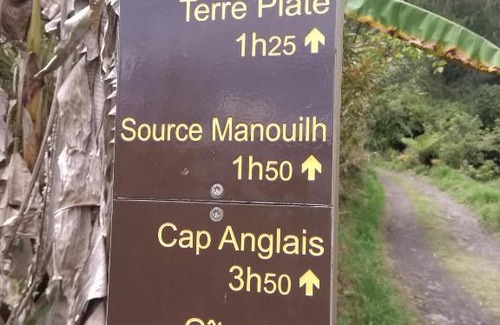 Terre Plate
1h25 ↑
Source Manouilh
1h50 ↑
Cap Anglais
3h50 ↑